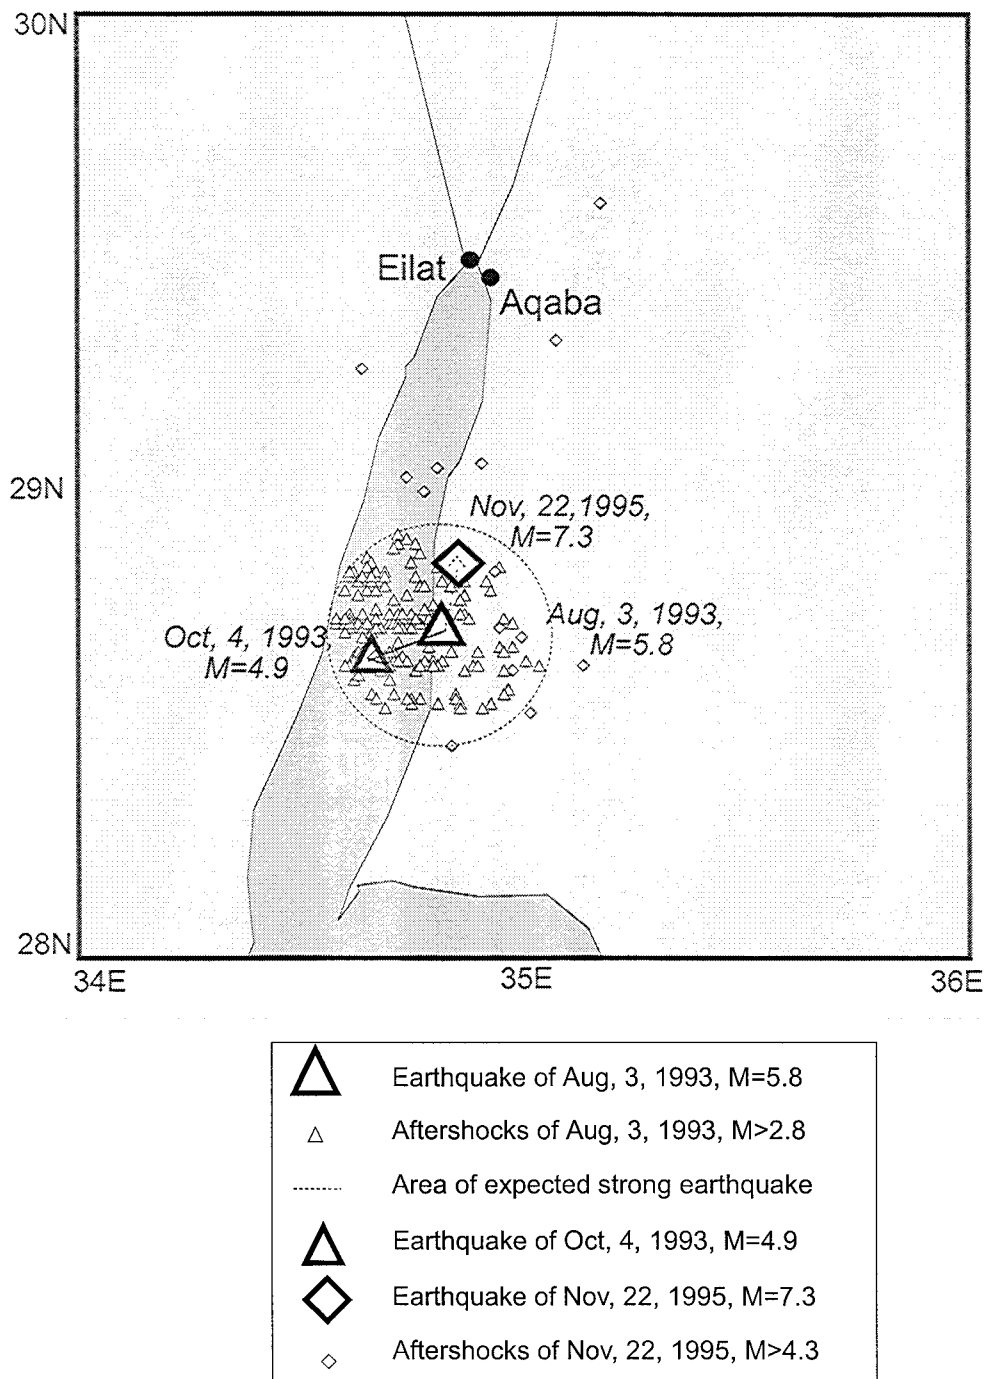 30N
Eilat
Aqaba
29N
Nov, 22,1995,
M=7.3
Aug, 3, 1993,
M=5.8
Oct, 4, 1993,
M=4.9
28N
34E
35E
36E
Earthquake of Aug, 3, 1993, M=5.8
Aftershocks of Aug, 3, 1993, M>2.8
Area of expected strong earthquake
Earthquake of Oct, 4, 1993, M=4.9
Earthquake of Nov, 22, 1995, M=7.3
Aftershocks of Nov, 22, 1995, M>4.3